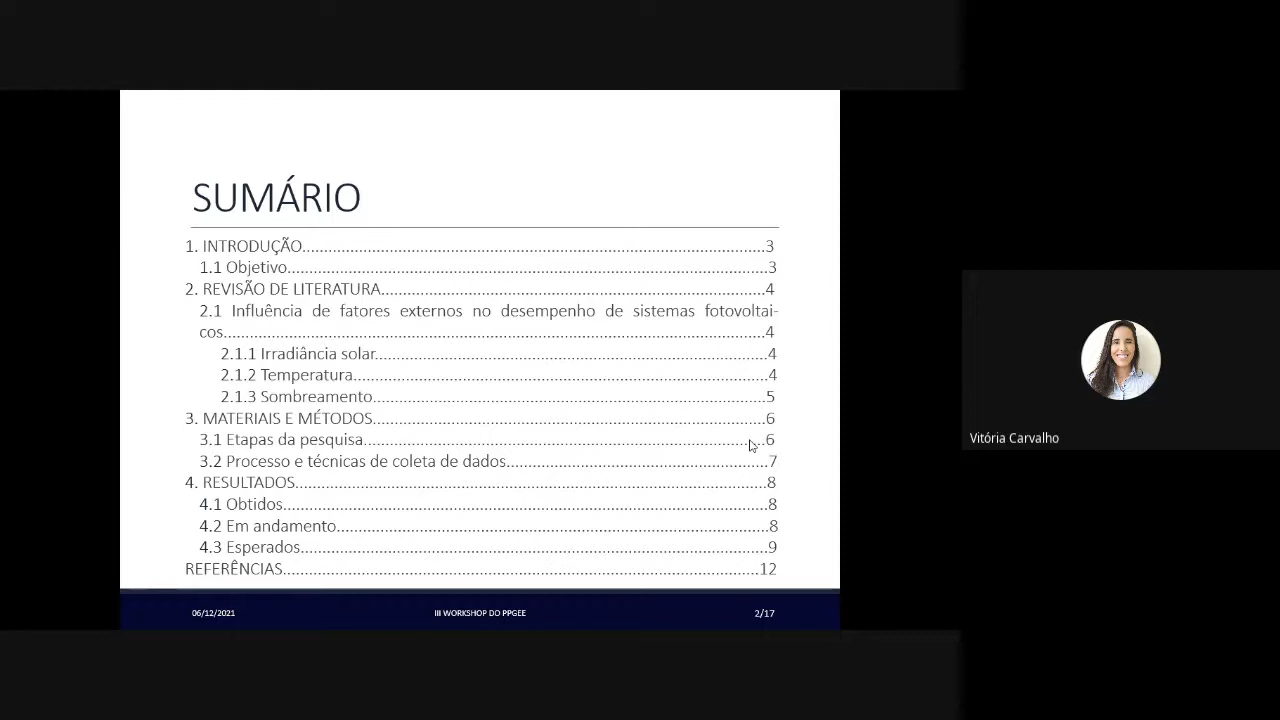 SUMÁRIO
1. INTRODUÇÃO...........................................................................................................3
1.1 Objetivo...............................................................................................................3
2. REVISÃO DE LITERATURA.........................................................................................4
2.1 Influência de fatores externos no desempenho de sistemas fotovoltai-
cos.............................................................................................................................4
2.1.1 Irradiância solar...........................................................................................4
2.1.2 Temperatura................................................................................................4
2.1.3 Sombreamento...........................................................................................5
3. MATERIAIS E MÉTODOS...........................................................................................6
3.1 Etapas da pesquisa.............................................................................................6
3.2 Processo e técnicas de coleta de dados.............................................................7
4. RESULTADOS.............................................................................................................8
4.1 Obtidos................................................................................................................8
4.2 Em andamento....................................................................................................8
4.3 Esperados............................................................................................................9
REFERÊNCIAS..............................................................................................................12
06/12/2021 III WORKSHOP DO PPGEE 2/17
Vitória Carvalho